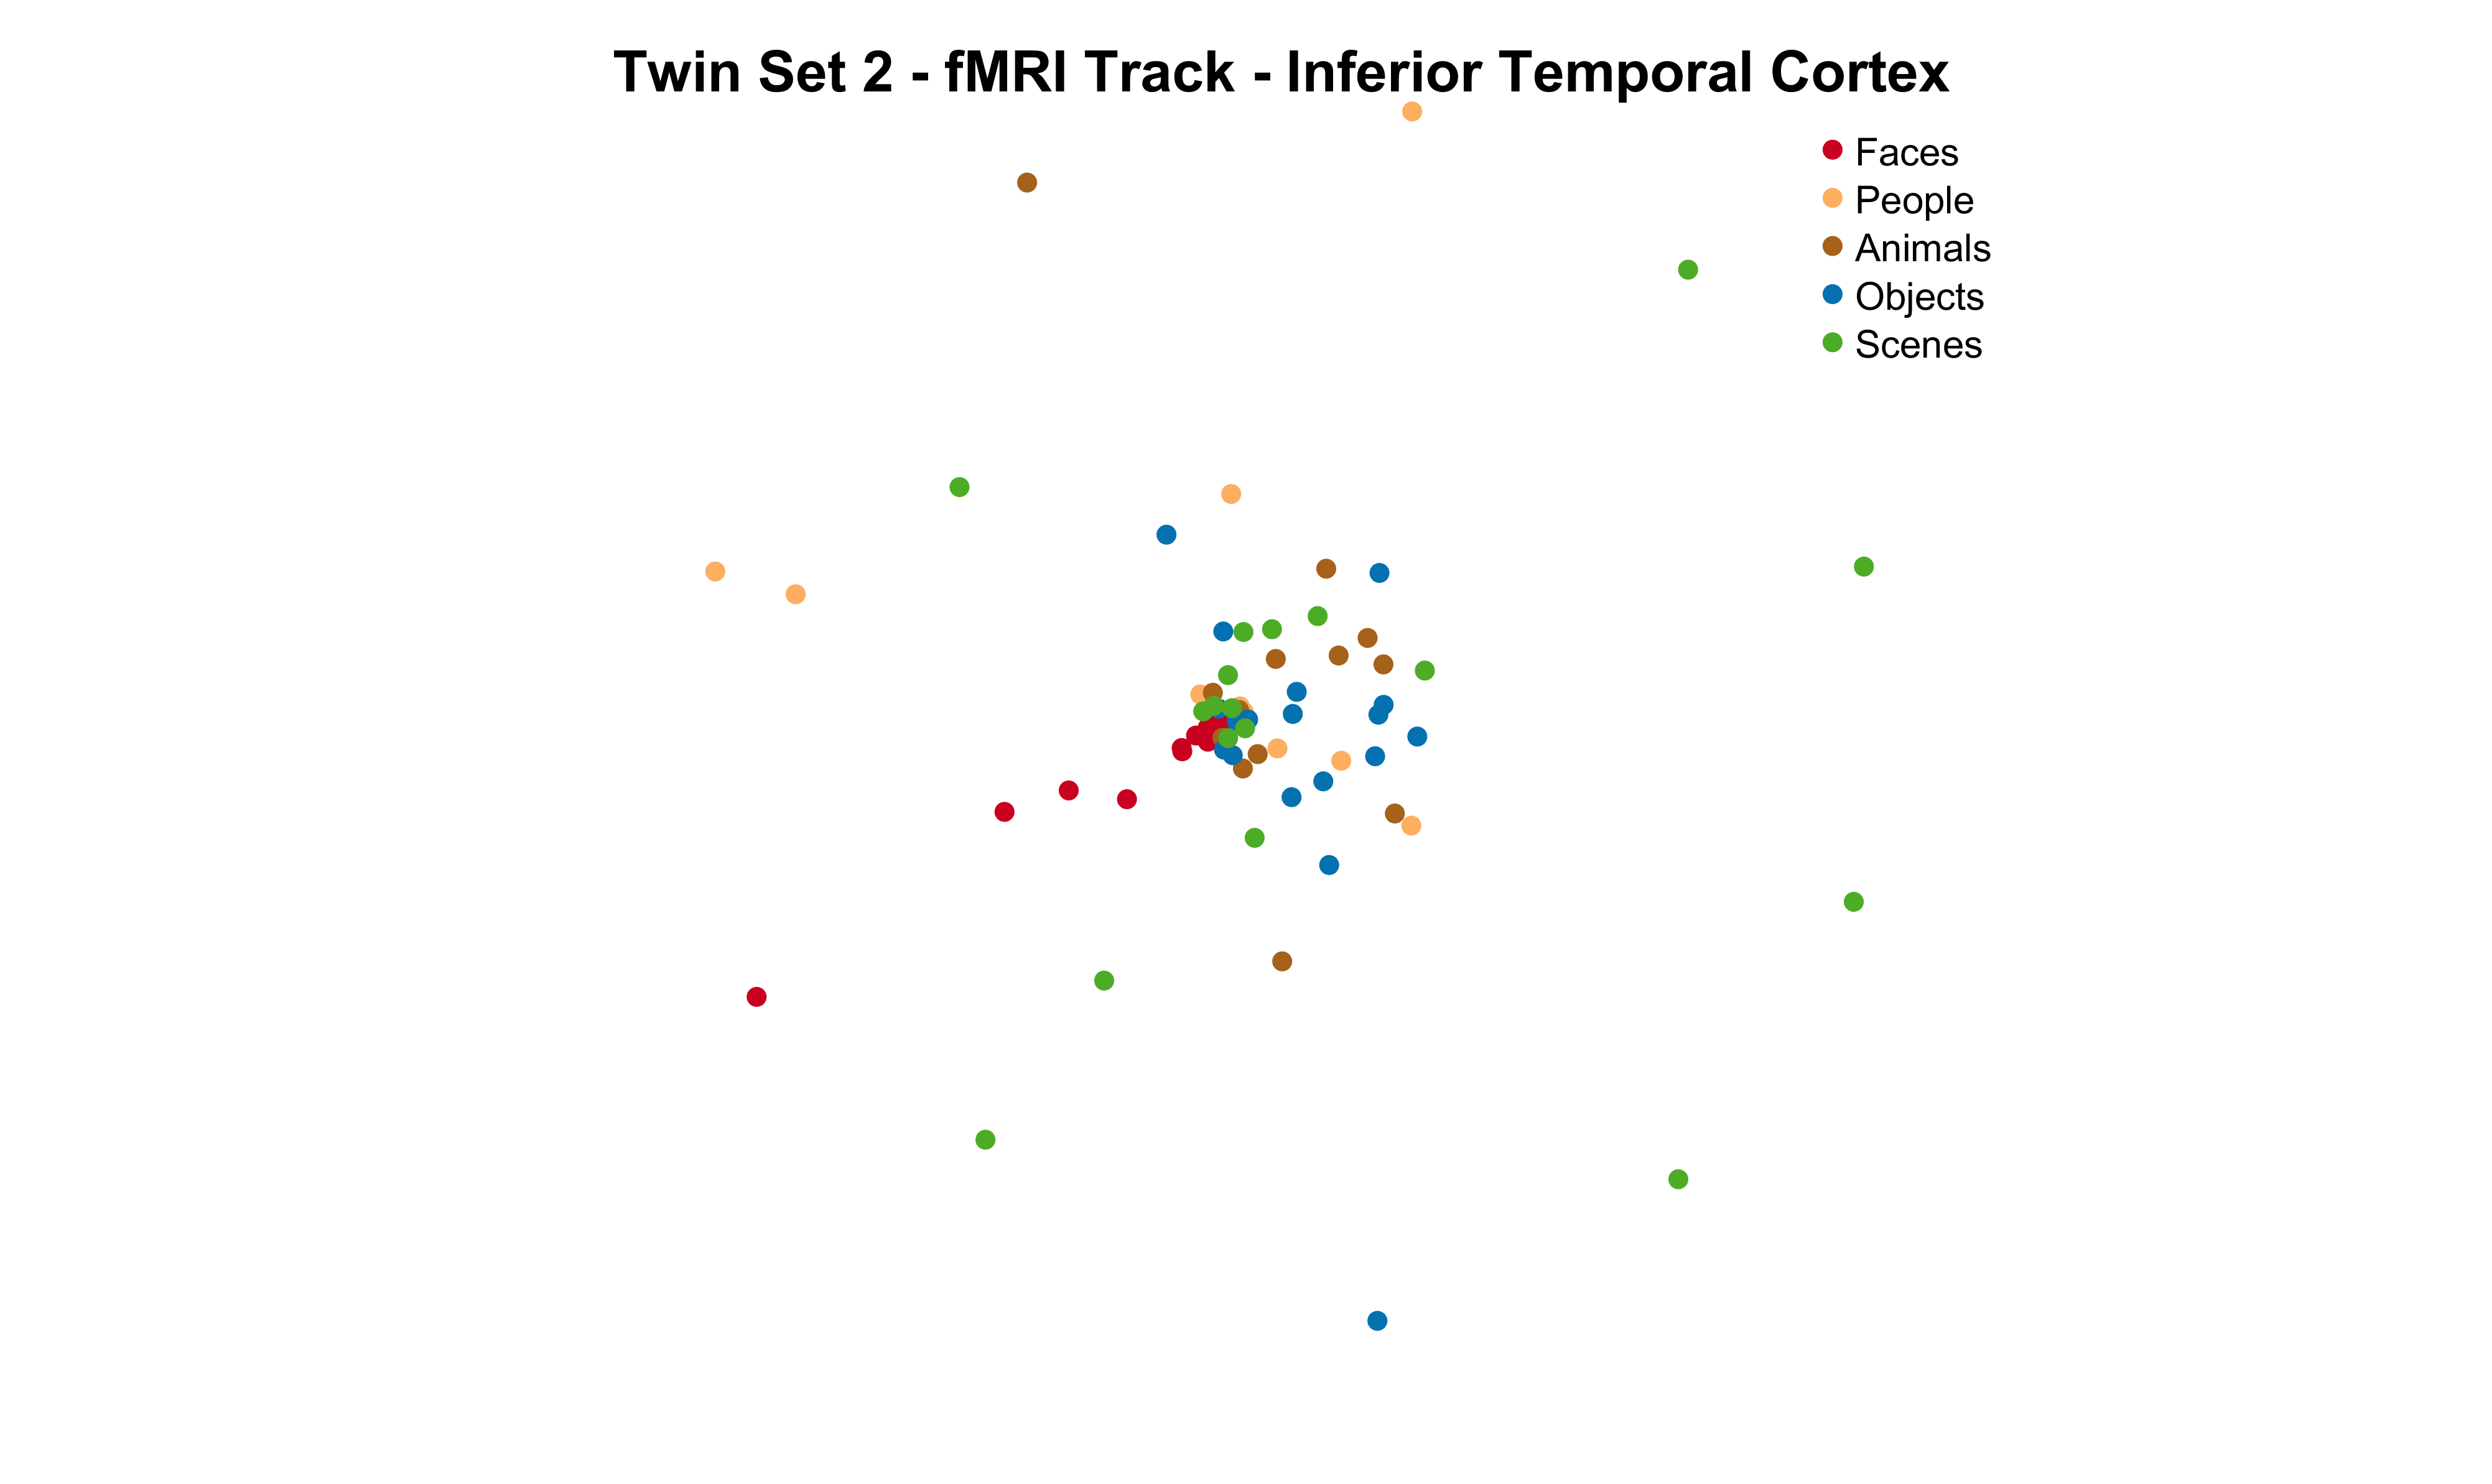 Twin Set 2 - fMRI Track - Inferior Temporal Cortex
Faces
People
Animals
Objects
Scenes